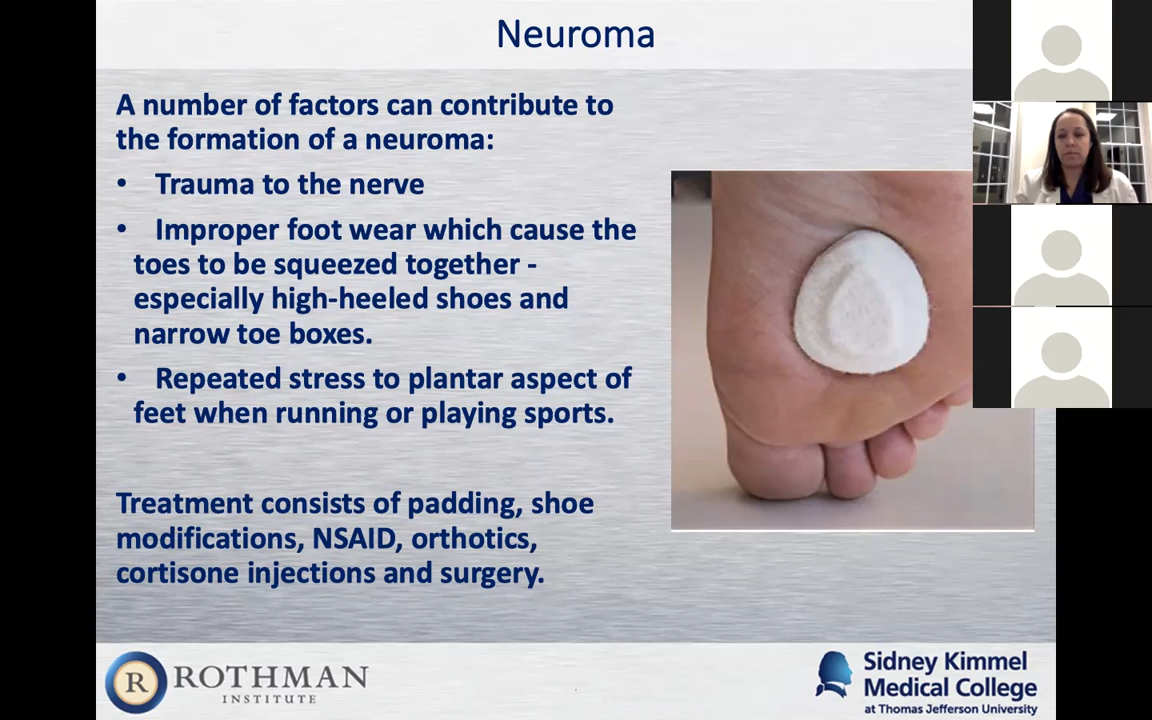 Neuroma
A number of factors can contribute to
the formation of a neuroma:
• Trauma to the nerve
• Improper foot wear which cause the
toes to be squeezed together -
especially high-heeled shoes and
narrow toe boxes.
• Repeated stress to plantar aspect of
feet when running or playing sports.
Treatment consists of padding, shoe
modifications, NSAID, orthotics,
cortisone injections and surgery.
R ROTHMAN
INSTITUTE
Sidney Kimmel
Medical College
at Thomas Jefferson University